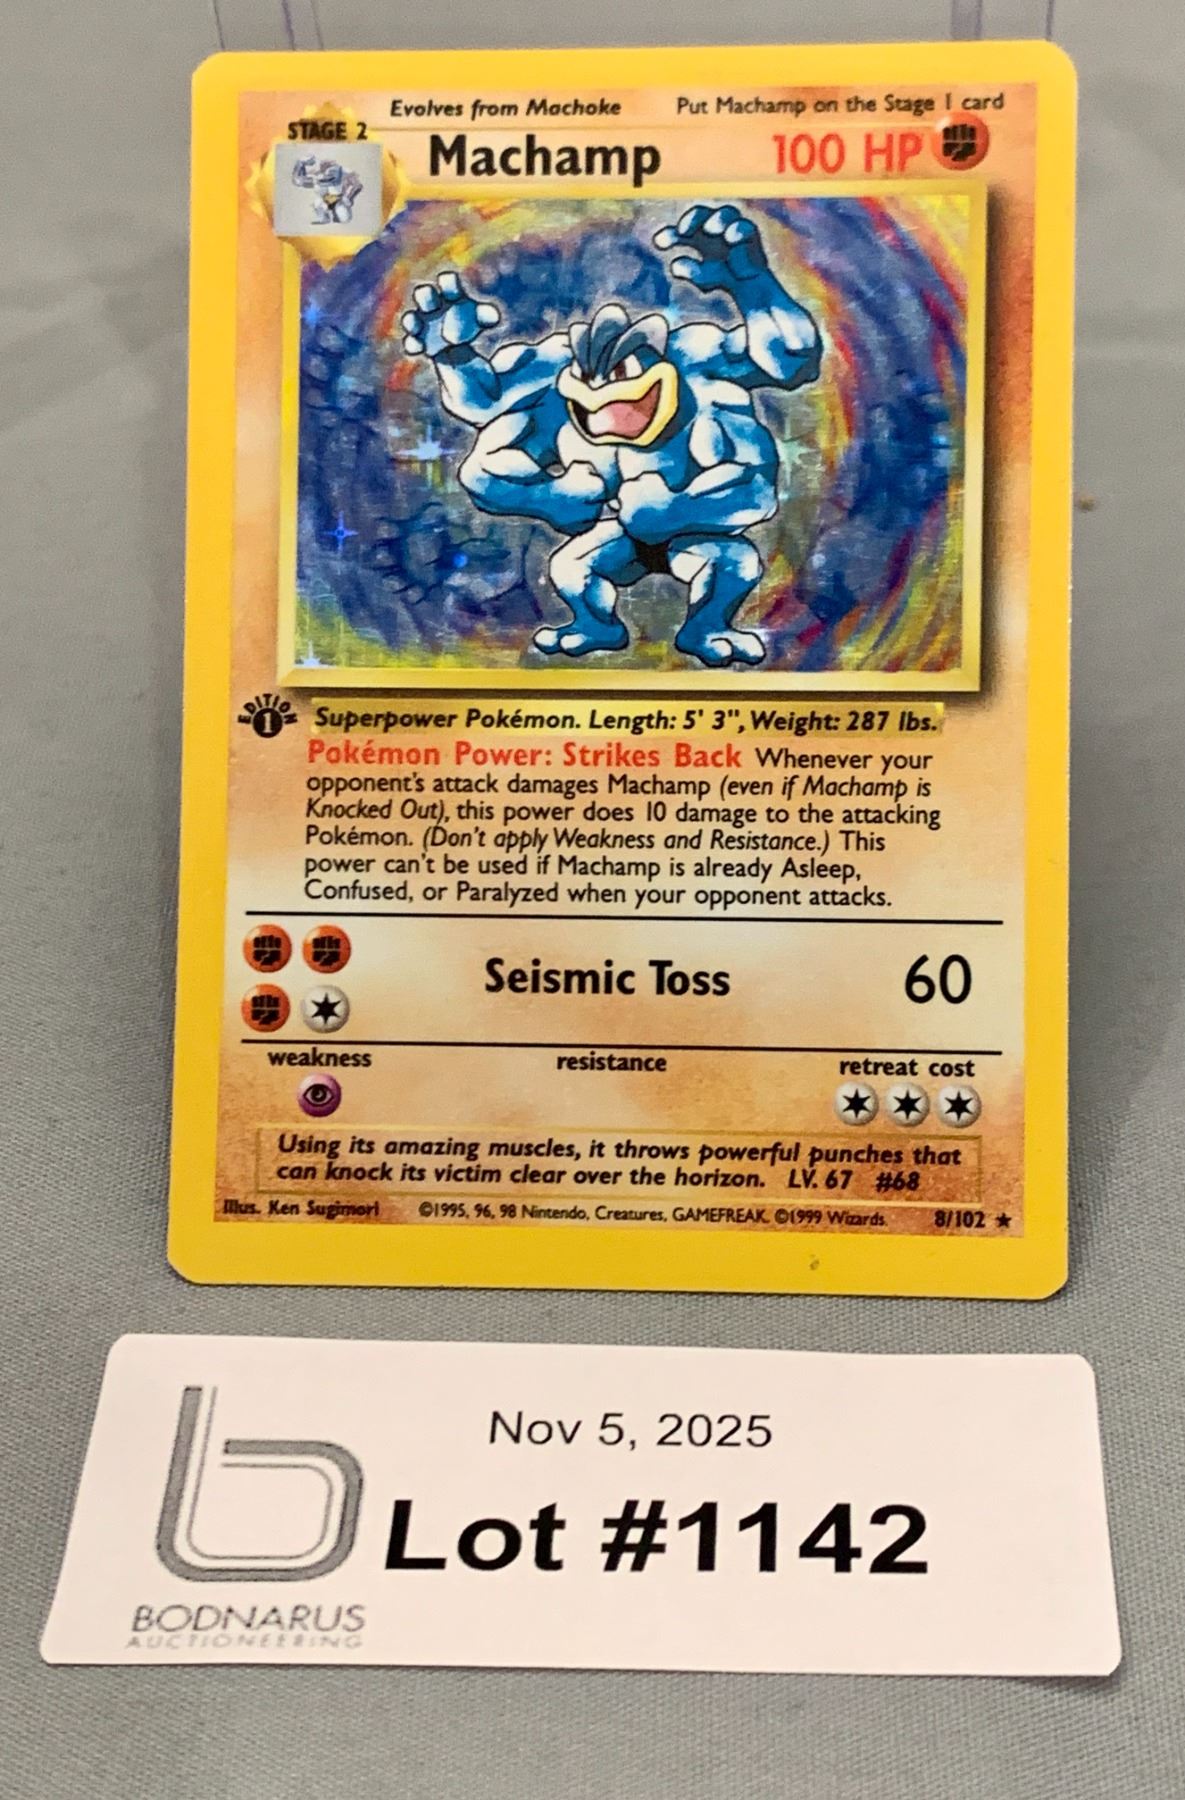 Evolves from Machoke Put Machamp on the Stage 1 card
STAGE 2
Machamp 100 HP
EDITION
1
Superpower Pokémon. Length: 5' 3", Weight: 287 lbs.
Pokémon Power: Strikes Back Whenever your
opponent's attack damages Machamp (even if Machamp is
Knocked Out), this power does 10 damage to the attacking
Pokémon. (Don't apply Weakness and Resistance.) This
power can't be used if Machamp is already Asleep,
Confused, or Paralyzed when your opponent attacks.
Seismic Toss 60
weakness resistance retreat cost
Using its amazing muscles, it throws powerful punches that
can knock its victim clear over the horizon. LV. 67 #68
Illus. Ken Sugimori ©1995, 96, 98 Nintendo, Creatures, GAMEFREAK. ©1999 Wizards. 8/102 ★
Nov 5, 2025
Lot #1142
b
BODNARUS
AUCTIONEERING